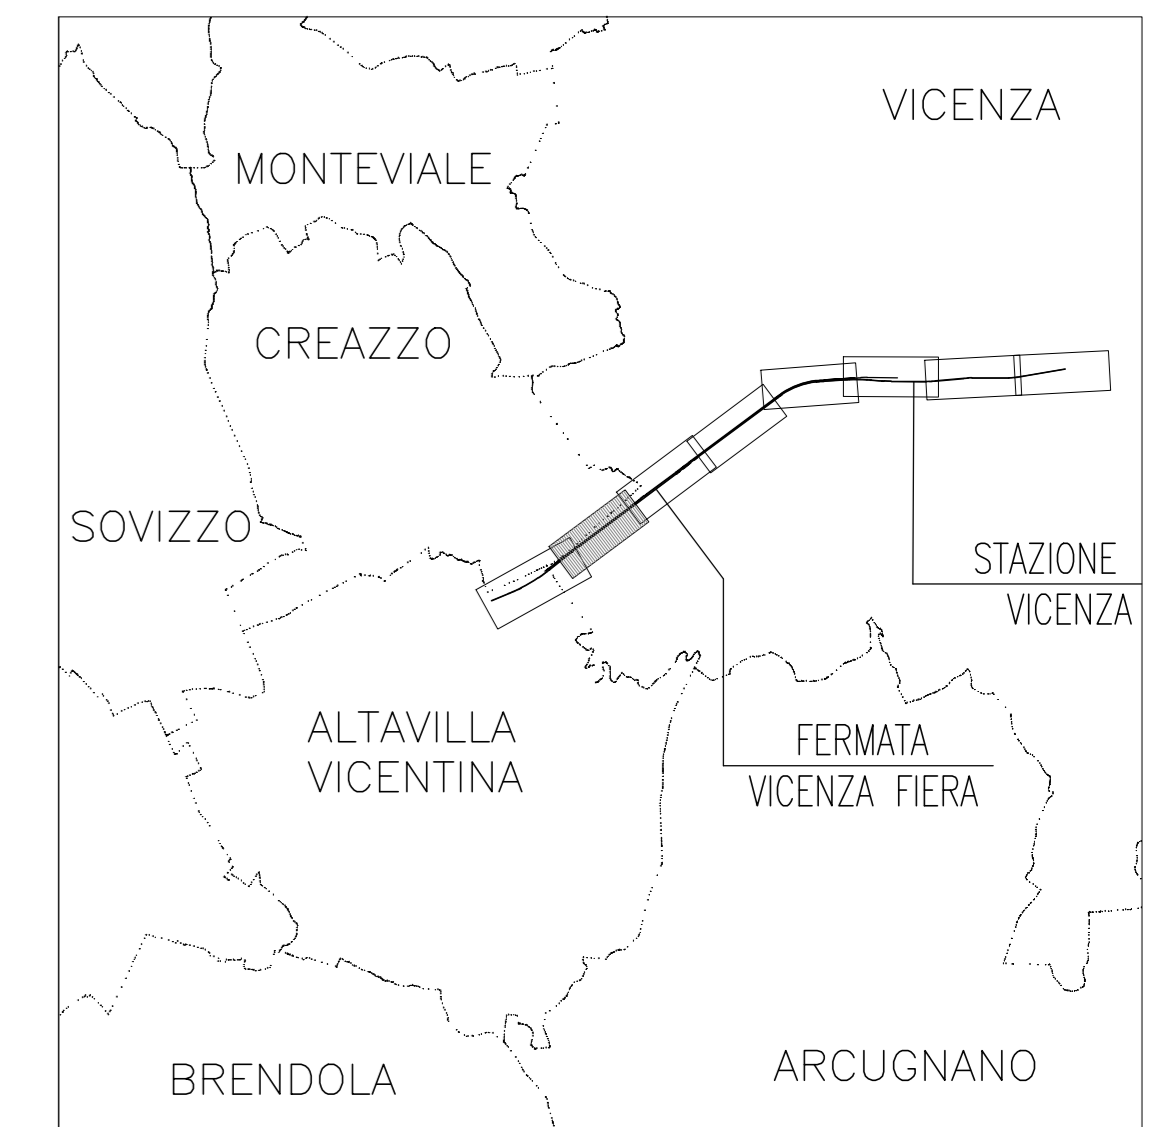 VICENZA
MONTEVIALE
CREAZZO
SOVIZZO
STAZIONE
VICENZA
ALTAVILLA
VICENTINA
FERMATA
VICENZA FIERA
BRENDOLA
ARCUGNANO